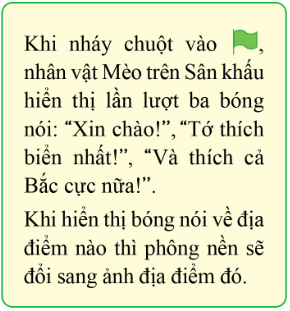 Khi nháy chuột vào ,
nhân vật Mèo trên Sân khấu
hiển thị lần lượt ba bóng
nói: “Xin chào!”, “Tớ thích
biển nhất!”, “Và thích cả
Bắc cực nữa!”.
Khi hiển thị bóng nói về địa
điểm nào thì phông nền sẽ
đổi sang ảnh địa điểm đó.